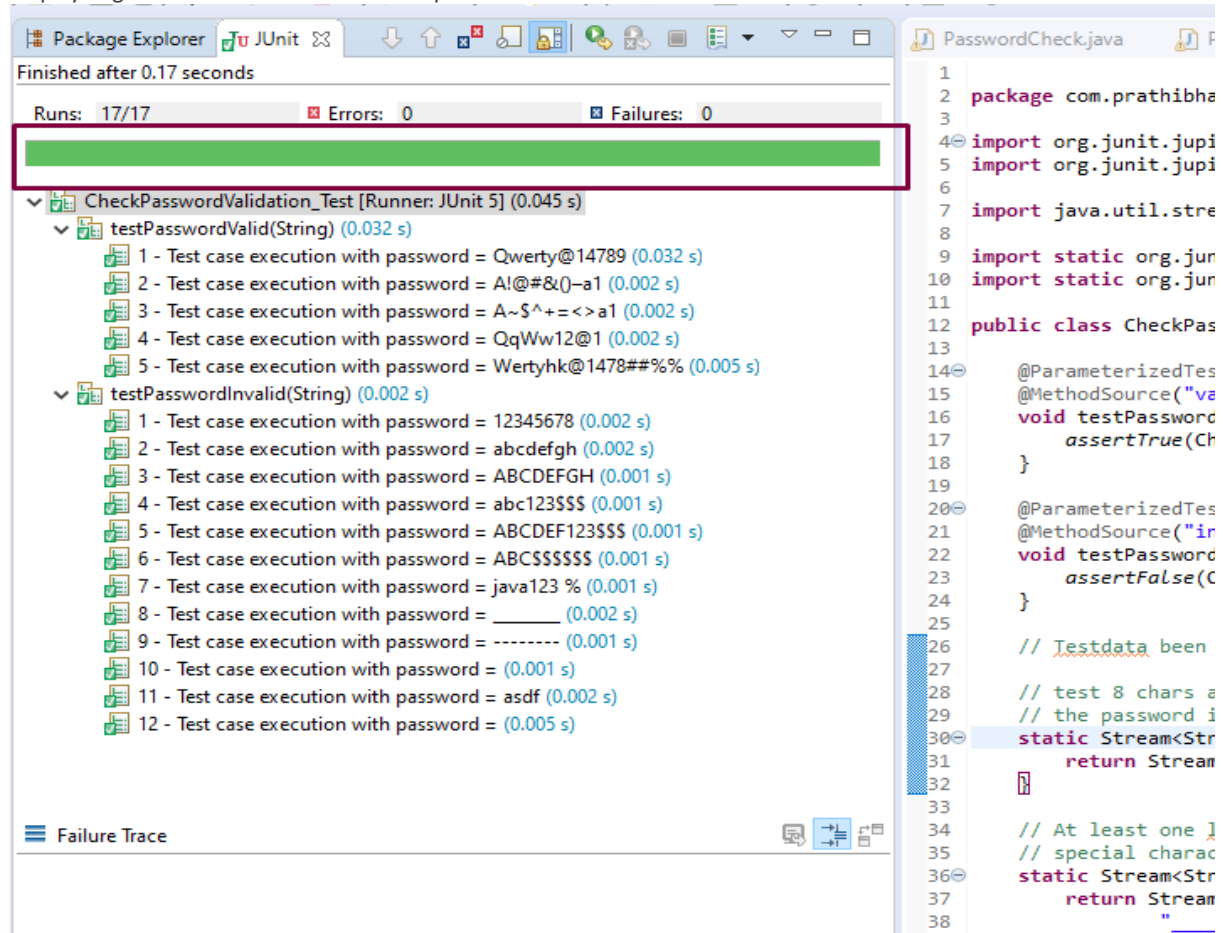 Package Explorer JUnit
Finished after 0.17 seconds
Runs: 17/17 Errors: 0 Failures: 0
CheckPasswordValidation_Test [Runner: JUnit 5] (0.045 s)
testPasswordValid(String) (0.032 s)
1 - Test case execution with password = Qwerty@14789 (0.032 s)
2 - Test case execution with password = A!@#&()–a1 (0.002 s)
3 - Test case execution with password = A~$^+=<>a1 (0.002 s)
4 - Test case execution with password = QqWw12@1 (0.002 s)
5 - Test case execution with password = Wertyhk@1478##%% (0.005 s)
testPasswordInvalid(String) (0.002 s)
1 - Test case execution with password = 12345678 (0.002 s)
2 - Test case execution with password = abcdefgh (0.002 s)
3 - Test case execution with password = ABCDEFGH (0.001 s)
4 - Test case execution with password = abc123$$$ (0.001 s)
5 - Test case execution with password = ABCDEF123$$$ (0.001 s)
6 - Test case execution with password = ABC$$$$$$ (0.001 s)
7 - Test case execution with password = java123 % (0.001 s)
8 - Test case execution with password = ________ (0.002 s)
9 - Test case execution with password = -------- (0.001 s)
10 - Test case execution with password = (0.001 s)
11 - Test case execution with password = asdf (0.002 s)
12 - Test case execution with password = (0.005 s)
Failure Trace
PasswordCheck.java
1
2 package com.prathibha
3
4 import org.junit.jupi
5 import org.junit.jupi
6
7 import java.util.stre
8
9 import static org.jun
10 import static org.jun
11
12 public class CheckPas
13
14 @ParameterizedTes
15 @MethodSource("va
16 void testPassword
17 assertTrue(Ch
18 }
19
20 @ParameterizedTes
21 @MethodSource("in
22 void testPassword
23 assertFalse(C
24 }
25
26 // Testdata been
27
28 // test 8 chars a
29 // the password i
30 static Stream<Str
31 return Stream
32 }
33
34 // At least one l
35 // special charac
36 static Stream<Str
37 return Stream
38 "_____